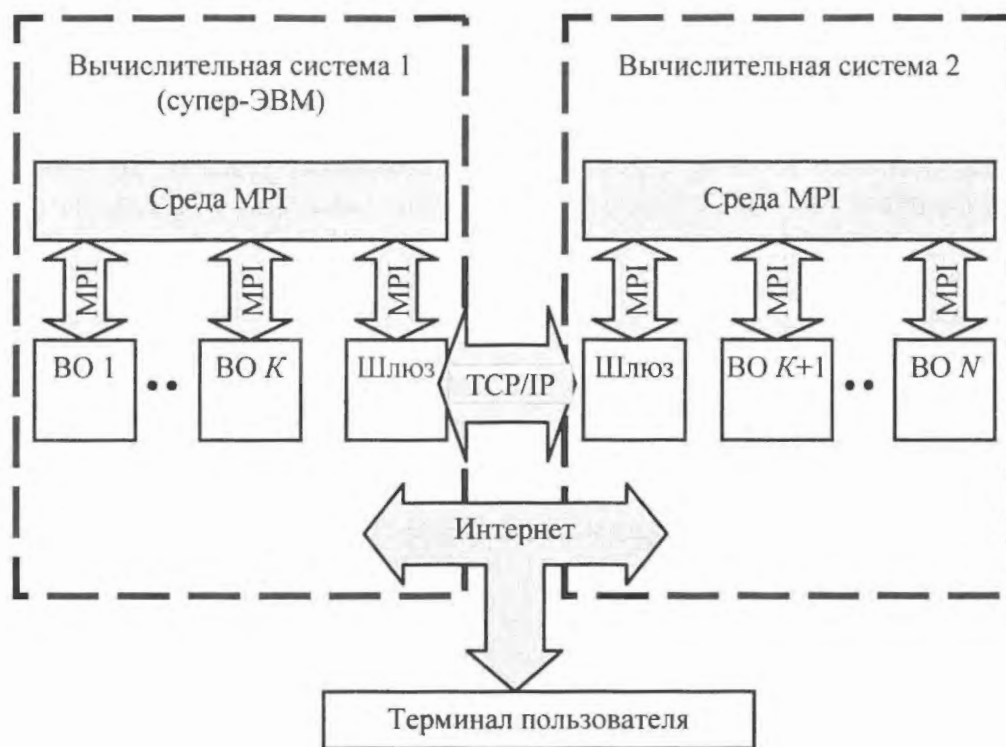 Вычислительная система 1
(супер-ЭВМ)
Вычислительная система 2
Среда MPI
Среда MPI
MPI
MPI
MPI
MPI
MPI
MPI
ВО 1
ВО K
Шлюз
TCP/IP
Шлюз
ВО K+1
ВО N
Интернет
Терминал пользователя